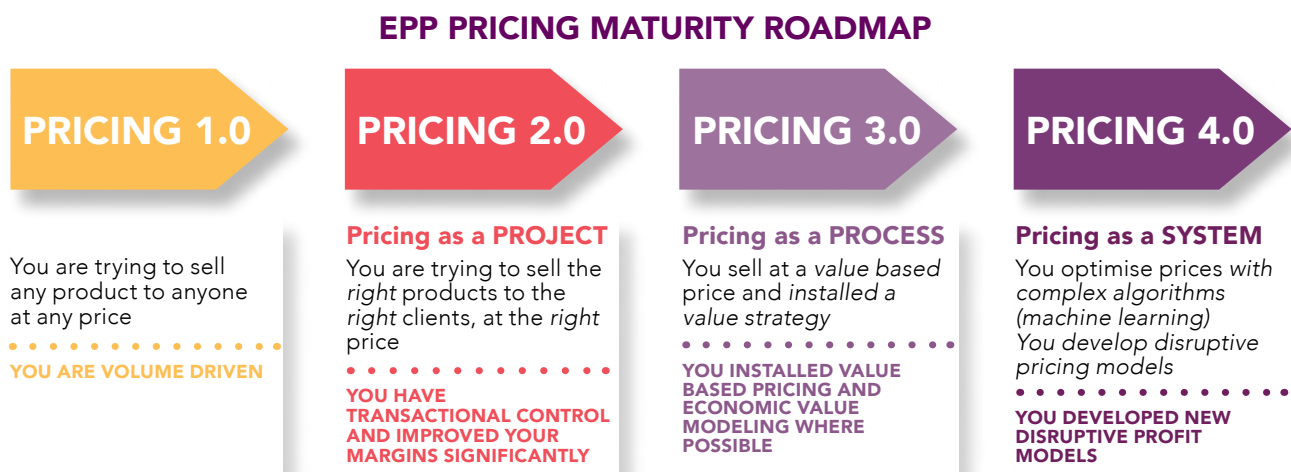 EPP PRICING MATURITY ROADMAP
PRICING 1.0
You are trying to sell
any product to anyone
at any price
YOU ARE VOLUME DRIVEN
PRICING 2.0
Pricing as a PROJECT
You are trying to sell the
right products to the
right clients, at the right
price
YOU HAVE
TRANSACTIONAL CONTROL
AND IMPROVED YOUR
MARGINS SIGNIFICANTLY
PRICING 3.0
Pricing as a PROCESS
You sell at a value based
price and installed a
value strategy
YOU INSTALLED VALUE
BASED PRICING AND
ECONOMIC VALUE
MODELING WHERE
POSSIBLE
PRICING 4.0
Pricing as a SYSTEM
You optimise prices with
complex algorithms
(machine learning)
You develop disruptive
pricing models
YOU DEVELOPED NEW
DISRUPTIVE PROFIT
MODELS